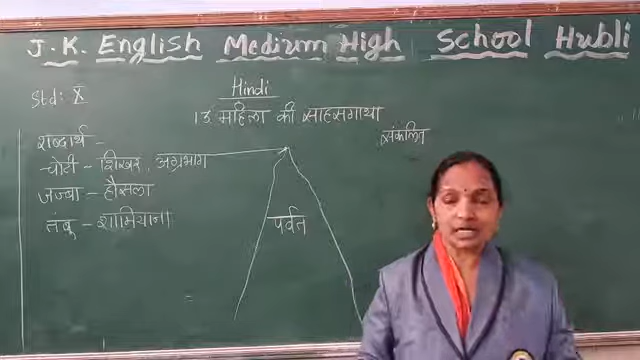 J. K. English Medium High School Hubli
Hindi
Std: X
13 महिला की साहसगाथा
संकलित
शब्दार्थ -
चोटी - शिखर, अग्रभाग
जज्बा - हौसला
तंबू - शामियाना
पर्वत